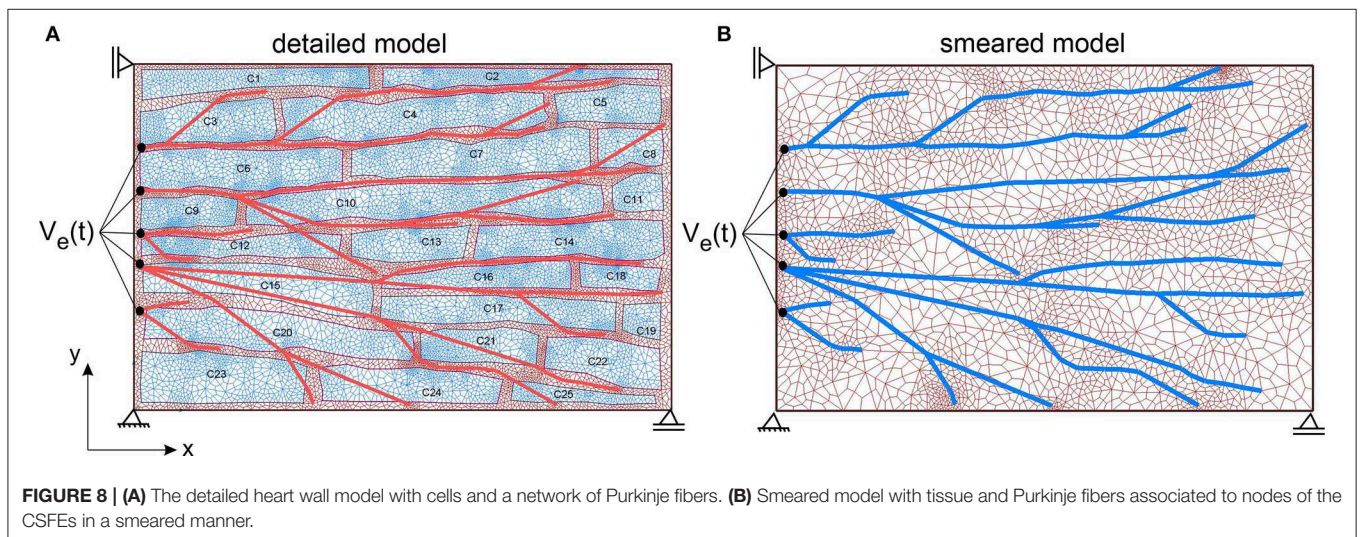 A
detailed model
C1
C2
C3
C4
C5
C6
C7
C8
C9
C10
C11
C12
C13
C14
C15
C16
C17
C18
C19
C20
C21
C22
C23
C24
C25
V_e(t)
y
x
B
smeared model
V_e(t)
FIGURE 8 | (A) The detailed heart wall model with cells and a network of Purkinje fibers. (B) Smeared model with tissue and Purkinje fibers associated to nodes of the
CSFEs in a smeared manner.